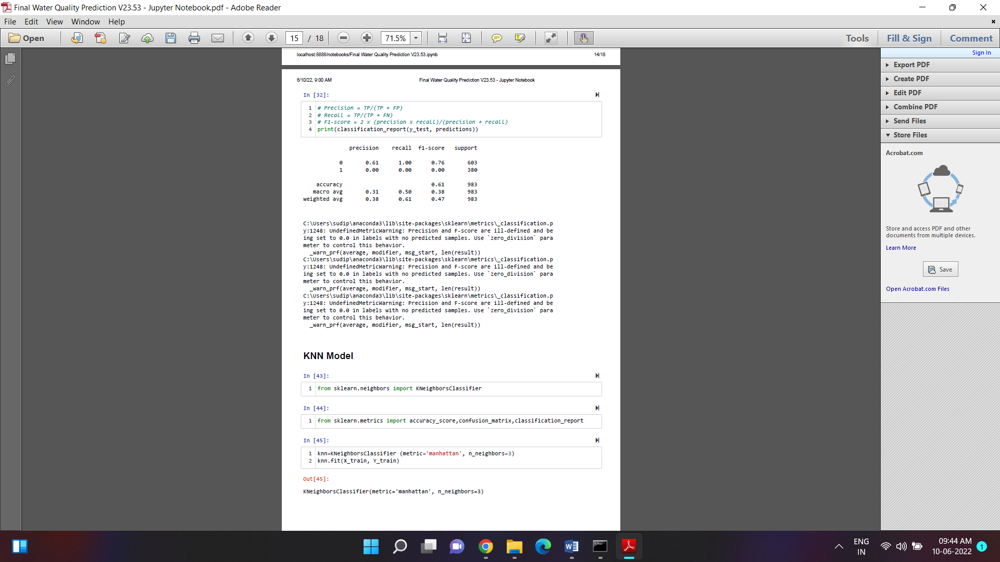 Final Water Quality Prediction V23.53 - Jupyter Notebook.pdf - Adobe Reader
File Edit View Window Help
Open 15 / 18 71.5% Tools Fill & Sign Comment
Sign In
localhost:8888/notebooks/Final Water Quality Prediction V23.53.ipynb 14/18
6/10/22, 9:00 AM Final Water Quality Prediction V23.53 - Jupyter Notebook
In [32]:
1 # Precision = TP/(TP + FP)
2 # Recall = TP/(TP + FN)
3 # F1-score = 2 x (precision x recall)/(precision + recall)
4 print(classification_report(y_test, predictions))
precision recall f1-score support
0 0.61 1.00 0.76 603
1 0.00 0.00 0.00 380
accuracy 0.61 983
macro avg 0.31 0.50 0.38 983
weighted avg 0.38 0.61 0.47 983
C:\Users\sudip\anaconda3\lib\site-packages\sklearn\metrics\_classification.p
y:1248: UndefinedMetricWarning: Precision and F-score are ill-defined and be
ing set to 0.0 in labels with no predicted samples. Use `zero_division` para
meter to control this behavior.
_warn_prf(average, modifier, msg_start, len(result))
C:\Users\sudip\anaconda3\lib\site-packages\sklearn\metrics\_classification.p
y:1248: UndefinedMetricWarning: Precision and F-score are ill-defined and be
ing set to 0.0 in labels with no predicted samples. Use `zero_division` para
meter to control this behavior.
_warn_prf(average, modifier, msg_start, len(result))
C:\Users\sudip\anaconda3\lib\site-packages\sklearn\metrics\_classification.p
y:1248: UndefinedMetricWarning: Precision and F-score are ill-defined and be
ing set to 0.0 in labels with no predicted samples. Use `zero_division` para
meter to control this behavior.
_warn_prf(average, modifier, msg_start, len(result))
KNN Model
In [43]:
1 from sklearn.neighbors import KNeighborsClassifier
In [44]:
1 from sklearn.metrics import accuracy_score,confusion_matrix,classification_report
In [45]:
1 knn=KNeighborsClassifier (metric='manhattan', n_neighbors=3)
2 knn.fit(X_train, Y_train)
Out[45]:
KNeighborsClassifier(metric='manhattan', n_neighbors=3)
Export PDF
Create PDF
Edit PDF
Combine PDF
Send Files
Store Files
Acrobat.com
Store and access PDF and other
documents from multiple devices.
Learn More
Save
Open Acrobat.com Files
ENG
IN
09:44 AM
10-06-2022
1